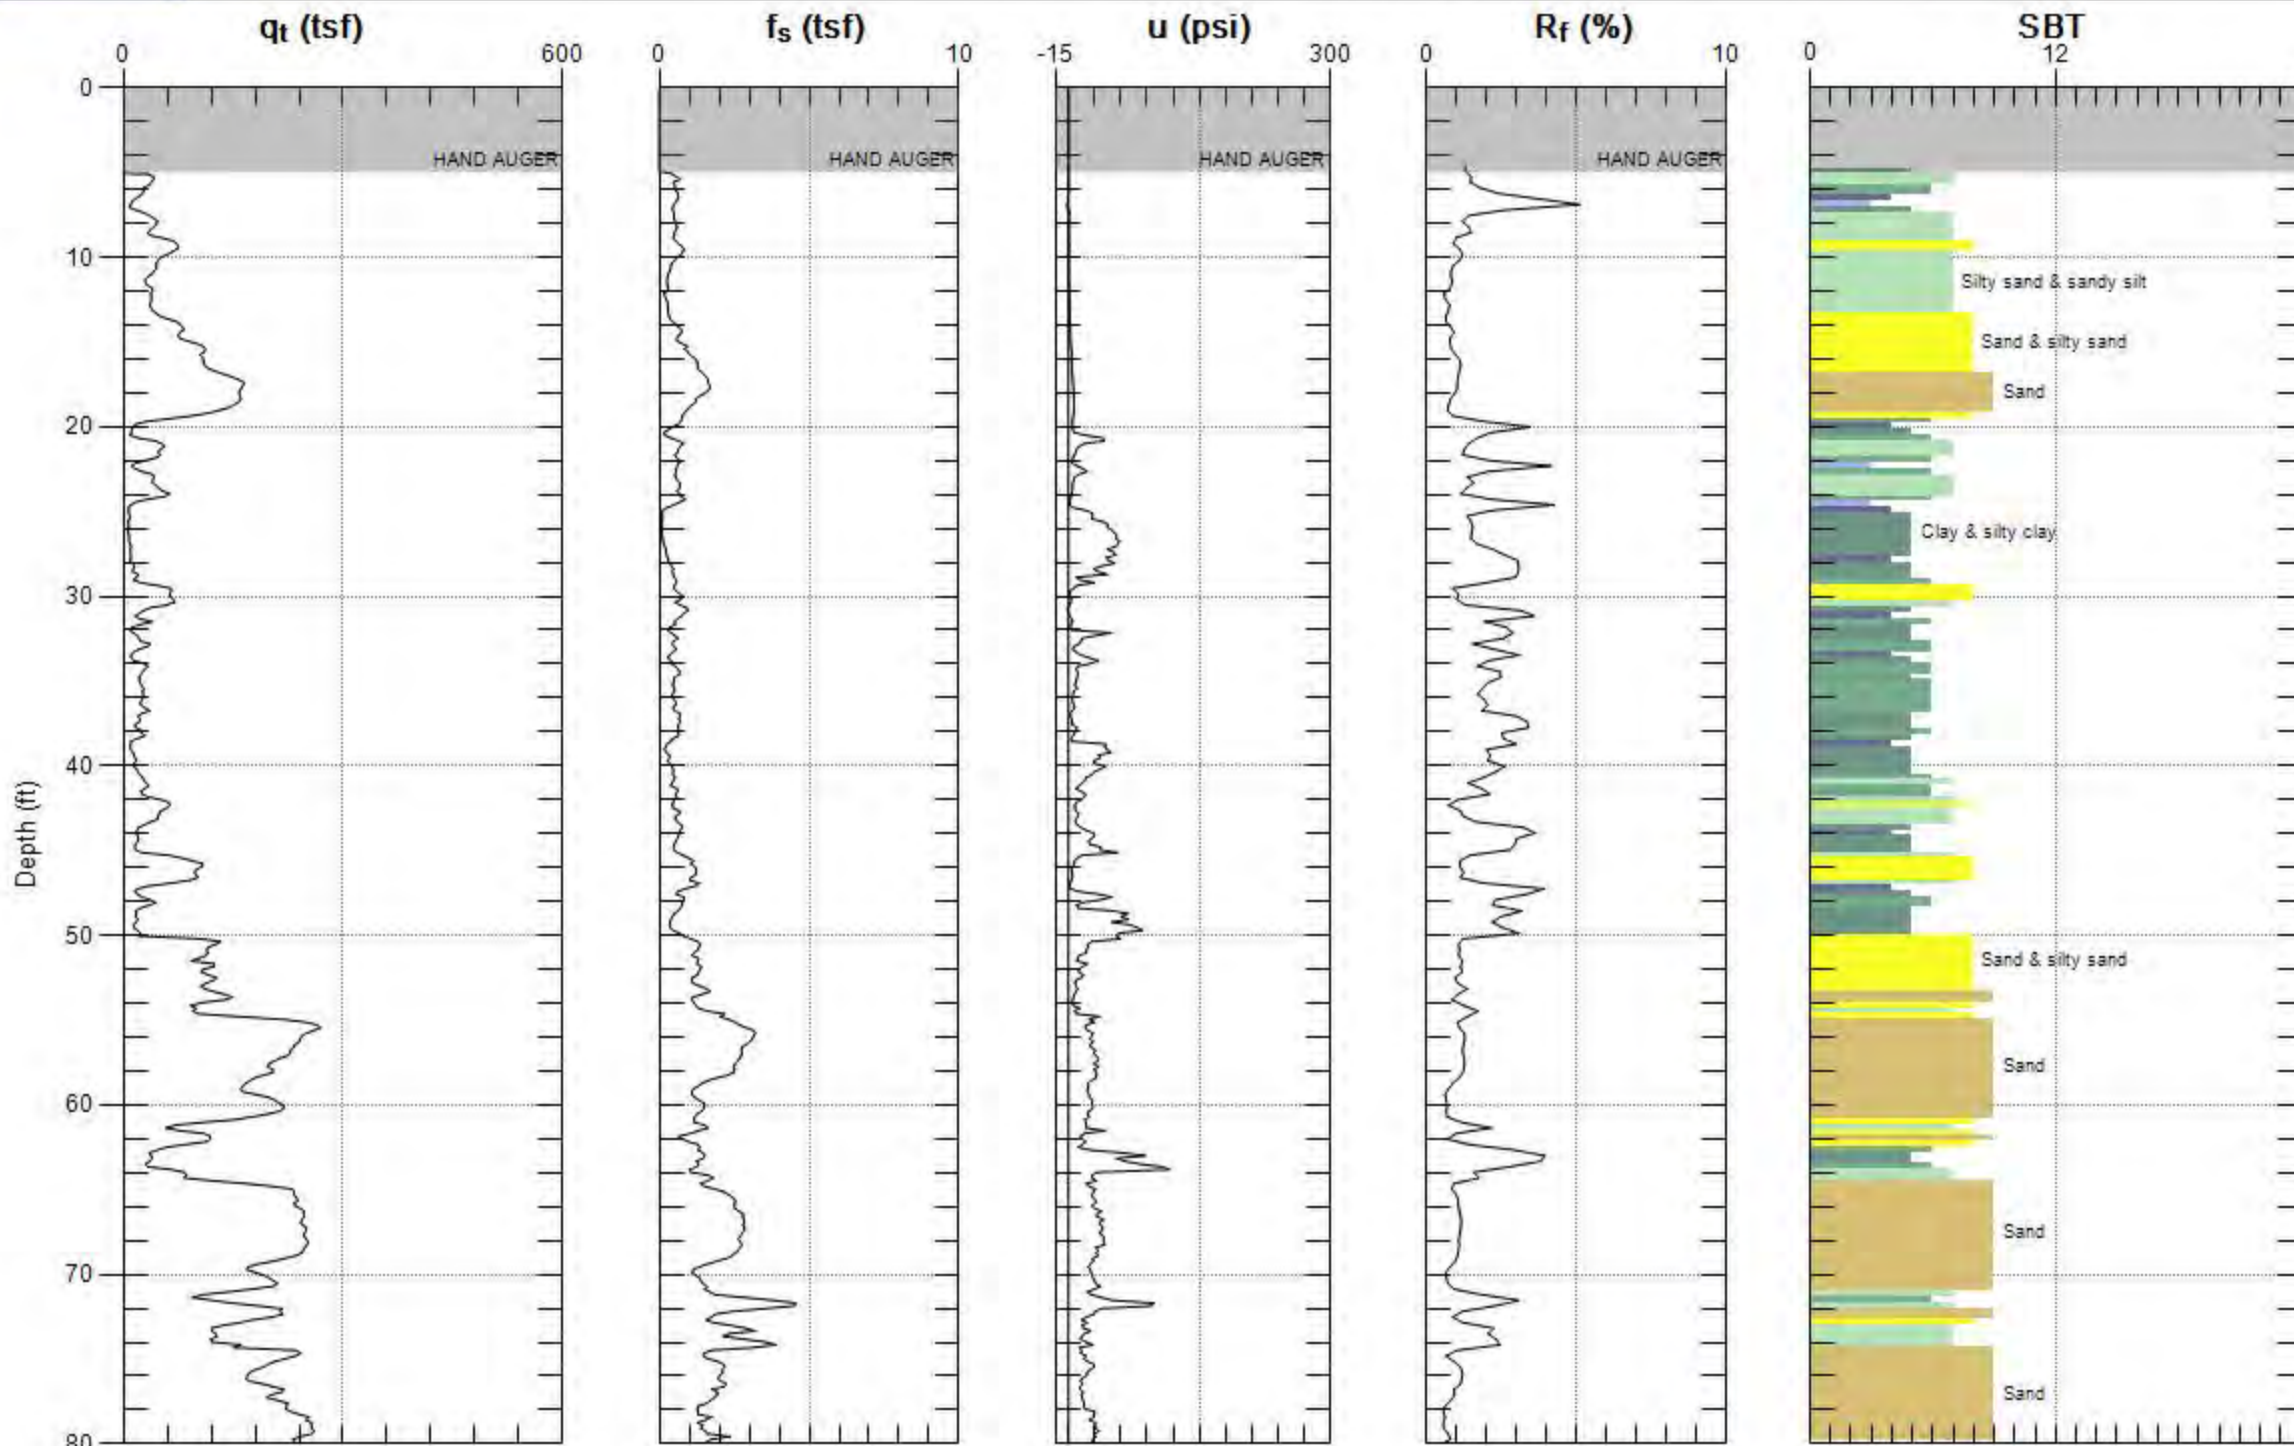 qt (tsf)
fs (tsf)
u (psi)
Rf (%)
SBT
0 600
0 10
-15 300
0 10
0 12
0
HAND AUGER
HAND AUGER
HAND AUGER
HAND AUGER
10
Silty sand & sandy silt
Sand & silty sand
Sand
20
Clay & silty clay
30
40
Depth (ft)
50
Sand & silty sand
Sand
60
Sand
70
Sand
80